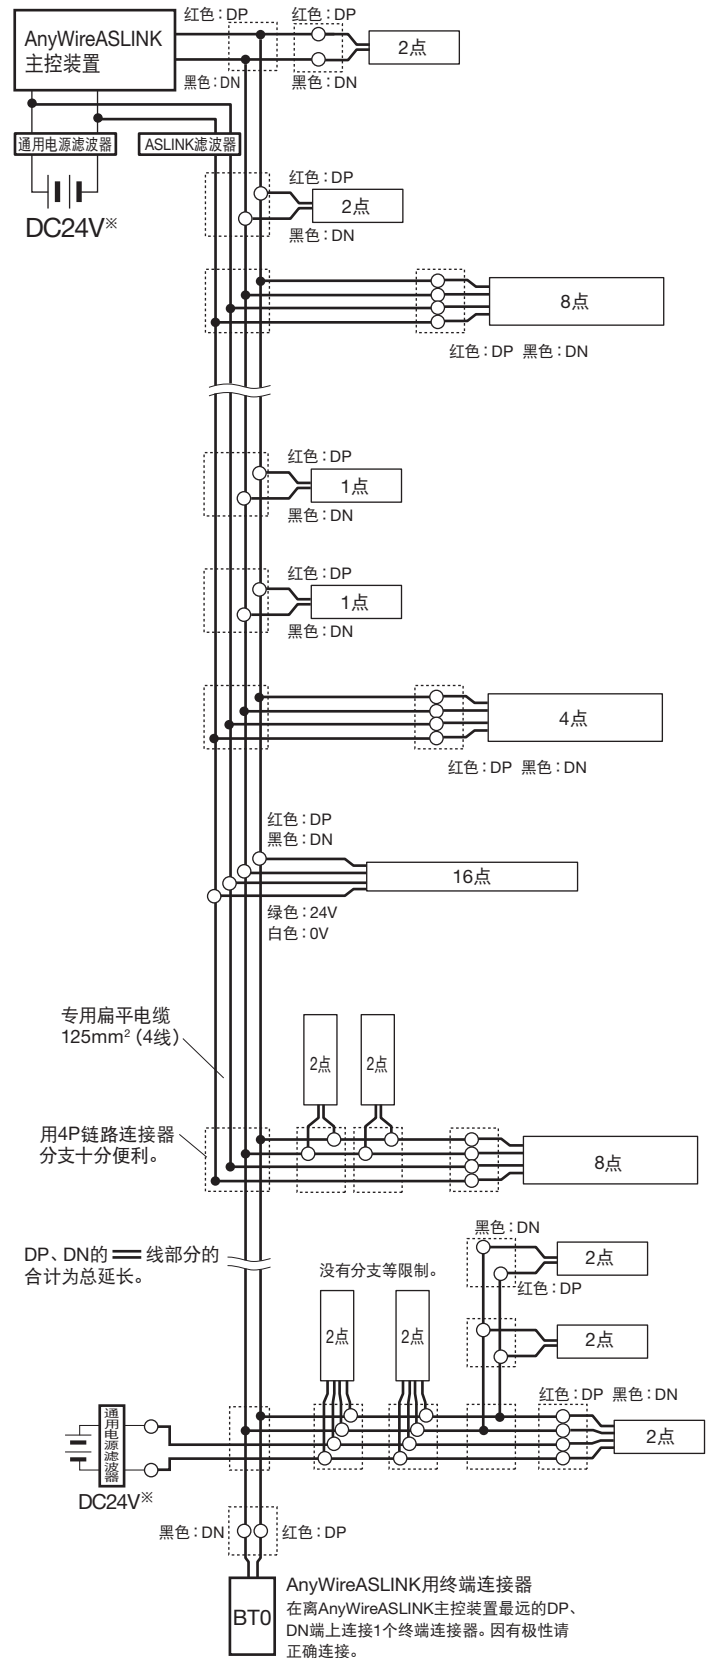 红色：DP
红色：DP
AnyWireASLINK
主控装置
2点
黑色：DN
黑色：DN
通用电源滤波器
ASLINK滤波器
DC24V※
红色：DP
2点
黑色：DN
8点
红色：DP 黑色：DN
红色：DP
1点
黑色：DN
红色：DP
1点
黑色：DN
4点
红色：DP 黑色：DN
红色：DP
黑色：DN
16点
绿色：24V
白色：0V
专用扁平电缆
125mm²（4线）
2点
2点
用4P链路连接器
分支十分便利。
8点
DP、DN的 线部分的
合计为总延长。
没有分支等限制。
黑色：DN
2点
红色：DP
2点
2点
2点
红色：DP 黑色：DN
2点
通用电源滤波器
DC24V※
黑色：DN
红色：DP
BT0
AnyWireASLINK用终端连接器
在离AnyWireASLINK主控装置最远的DP、
DN端上连接1个终端连接器。因有极性请
正确连接。